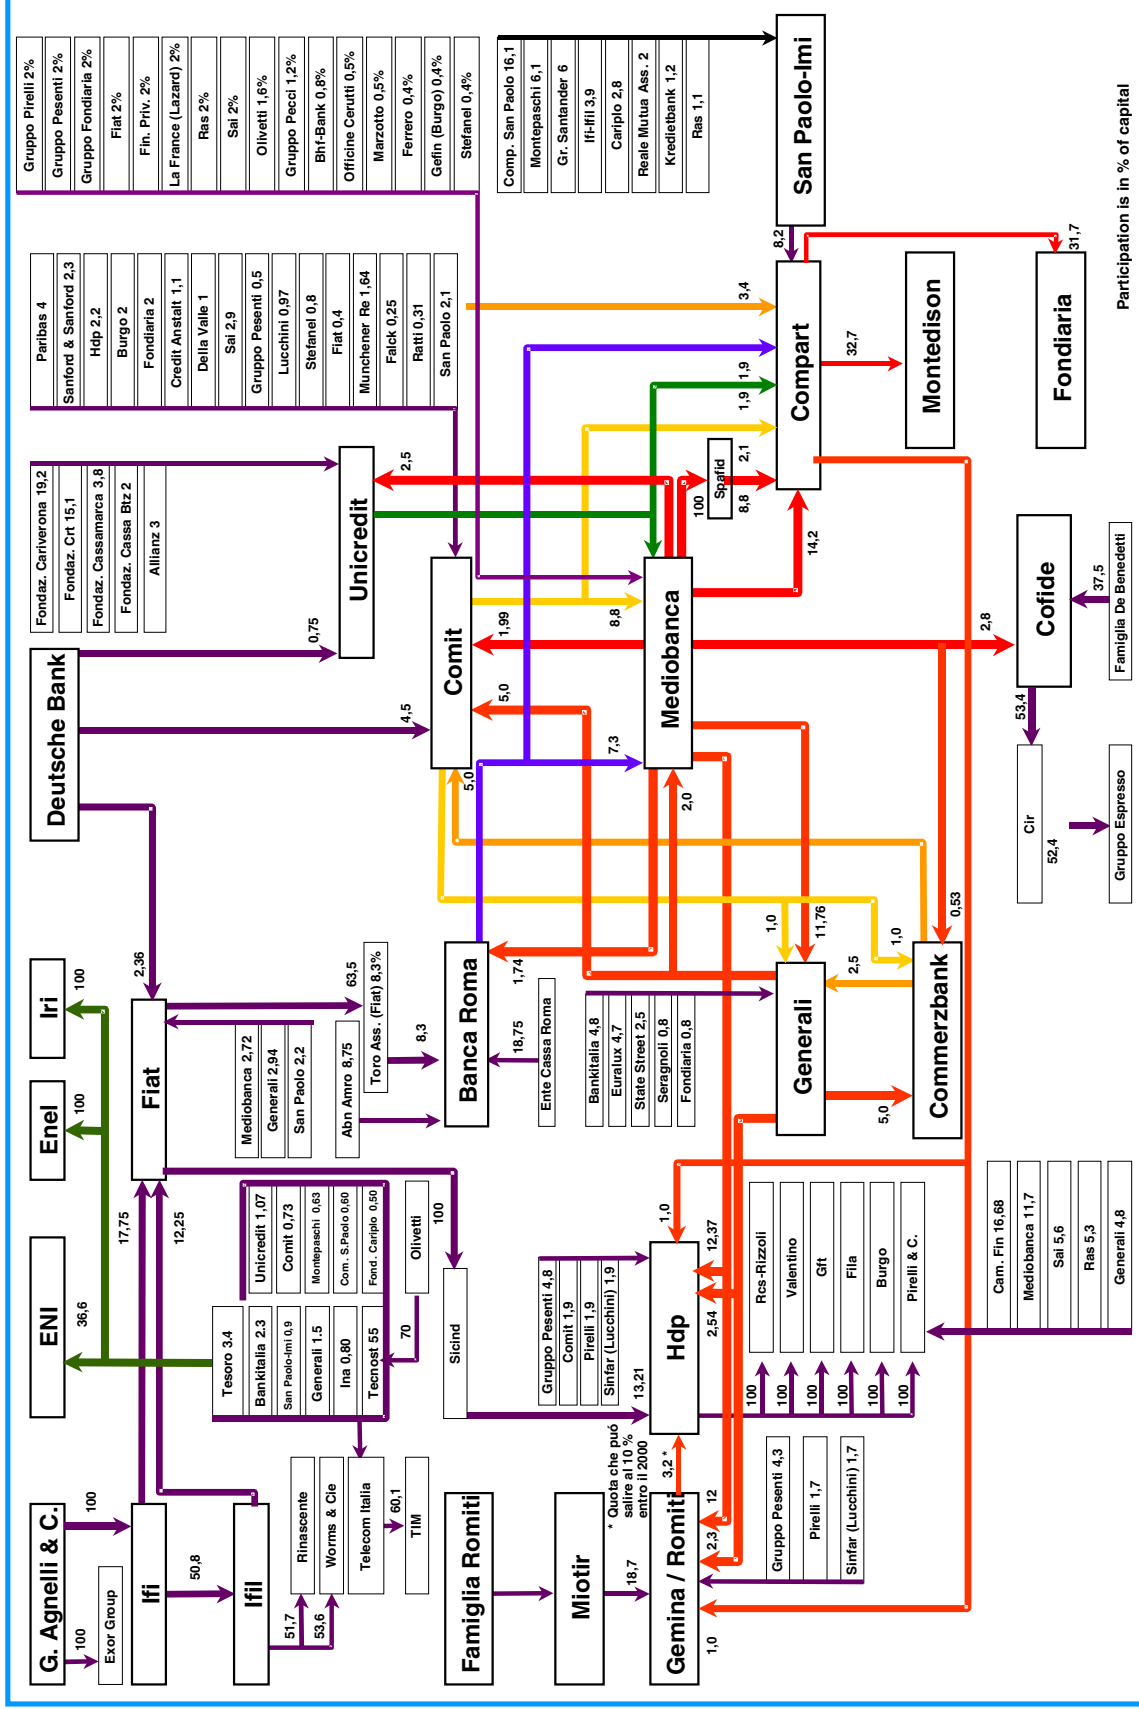 G. Agnelli & C.
100
Exor Group
100
Ifi
50,8
Ifil
17,75
12,25
51,7
53,6
Rinascente
Worms & Cie
Telecom Italia
60,1
TIM
ENI
36,6
Enel
100
Iri
100
Tesoro 3.4
Bankitalia 2.3
San Paolo-Imi 0,9
Generali 1.5
Ina 0,80
Tecnost 55
Unicredit 1,07
Comit 0,73
Montepaschi 0,63
Com. S.Paolo 0,60
Fond. Cariplo 0,50
Olivetti
70
Fiat
2,36
Mediobanca 2,72
Generali 2,94
San Paolo 2,2
63,5
Toro Ass. (Fiat) 8,3%
Abn Amro 8,75
8,3
100
Sicind
13,21
Deutsche Bank
4,5
0,75
Fondaz. Cariverona 19,2
Fondaz. Crt 15,1
Fondaz. Cassamarca 3,8
Fondaz. Cassa Btz 2
Allianz 3
Unicredit
2,5
Paribas 4
Sanford & Sanford 2,3
Hdp 2,2
Burgo 2
Fondiaria 2
Credit Anstalt 1,1
Della Valle 1
Sai 2,9
Gruppo Pesenti 0,5
Lucchini 0,97
Stefanel 0,8
Fiat 0,4
Munchener Re 1,64
Falck 0,25
Ratti 0,31
San Paolo 2,1
Gruppo Pirelli 2%
Gruppo Pesenti 2%
Gruppo Fondiaria 2%
Fiat 2%
Fin. Priv. 2%
La France (Lazard) 2%
Ras 2%
Sai 2%
Olivetti 1,6%
Gruppo Pecci 1,2%
Bhf-Bank 0,8%
Officine Cerutti 0,5%
Marzotto 0,5%
Ferrero 0,4%
Gefin (Burgo) 0,4%
Stefanel 0,4%
Comit
5,0
5,0
1,99
8,8
Banca Roma
1,74
18,75
Ente Cassa Roma
7,3
Mediobanca
2,0
100
Spafid
8,8
2,1
14,2
1,9
1,9
3,4
Comp. San Paolo 16,1
Montepaschi 6,1
Gr. Santander 6
Ifi-Ifil 3,9
Cariplo 2,8
Reale Mutua Ass. 2
Kredietbank 1,2
Ras 1,1
San Paolo-Imi
8,2
Compart
32,7
Montedison
31,7
Fondiaria
Famiglia Romiti
Miotir
18,7
Gemina / Romiti
1,0
2,3
12
3,2 *
* Quota che puó
salire al 10 %
entro il 2000
Gruppo Pesenti 4,3
Pirelli 1,7
Sinfar (Lucchini) 1,7
Gruppo Pesenti 4,8
Comit 1,9
Pirelli 1,9
Sinfar (Lucchini) 1,9
Hdp
1,0
12,37
2,54
100
100
100
100
100
100
Rcs-Rizzoli
Valentino
Gft
Fila
Burgo
Pirelli & C.
Cam. Fin 16,68
Mediobanca 11,7
Sai 5,6
Ras 5,3
Generali 4,8
Bankitalia 4,8
Euralux 4,7
State Street 2,5
Seragnoli 0,8
Fondiaria 0,8
Generali
1,0
11,76
2,5
5,0
Commerzbank
1,0
0,53
2,8
Cofide
37,5
Famiglia De Benedetti
53,4
Cir
52,4
Gruppo Espresso
Participation is in % of capital